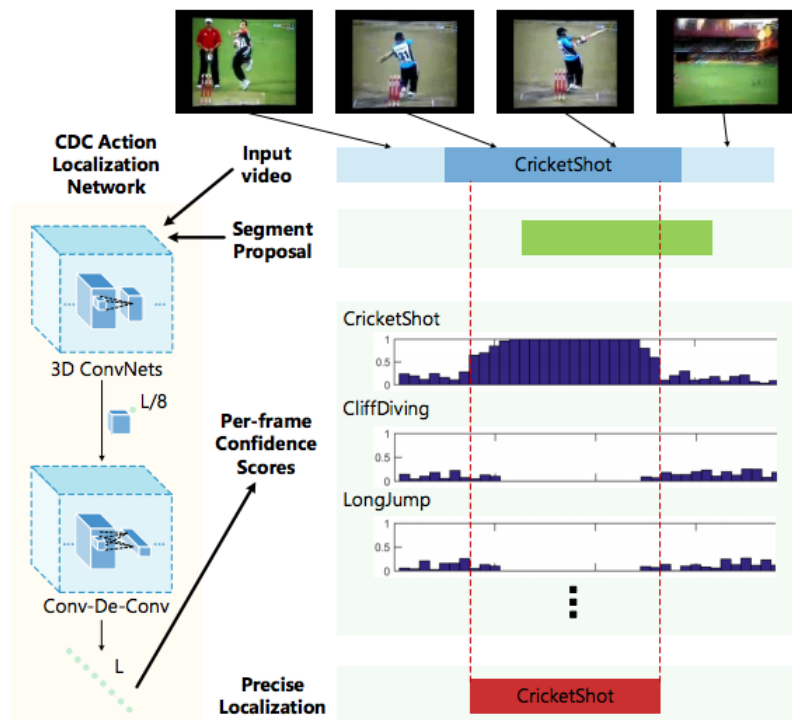 CDC Action
Localization
Network
Input
video
CricketShot
Segment
Proposal
3D ConvNets
L/8
Per-frame
Confidence
Scores
Conv-De-Conv
L
CricketShot
1
0.5
0
CliffDiving
1
0.5
0
LongJump
1
0.5
0
Precise
Localization
CricketShot